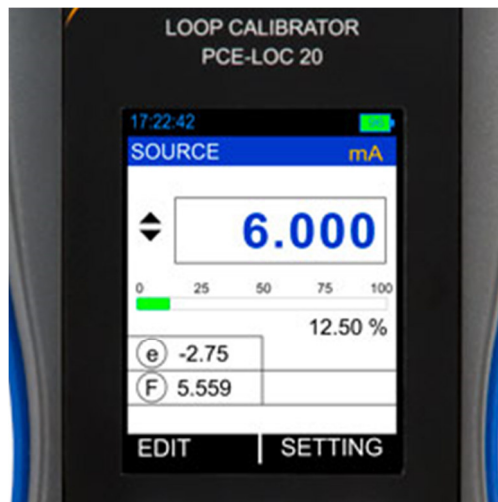 LOOP CALIBRATOR
PCE-LOC 20
17:22:42
SOURCE mA
6.000
0 25 50 75 100
12.50 %
e -2.75
F 5.559
EDIT SETTING